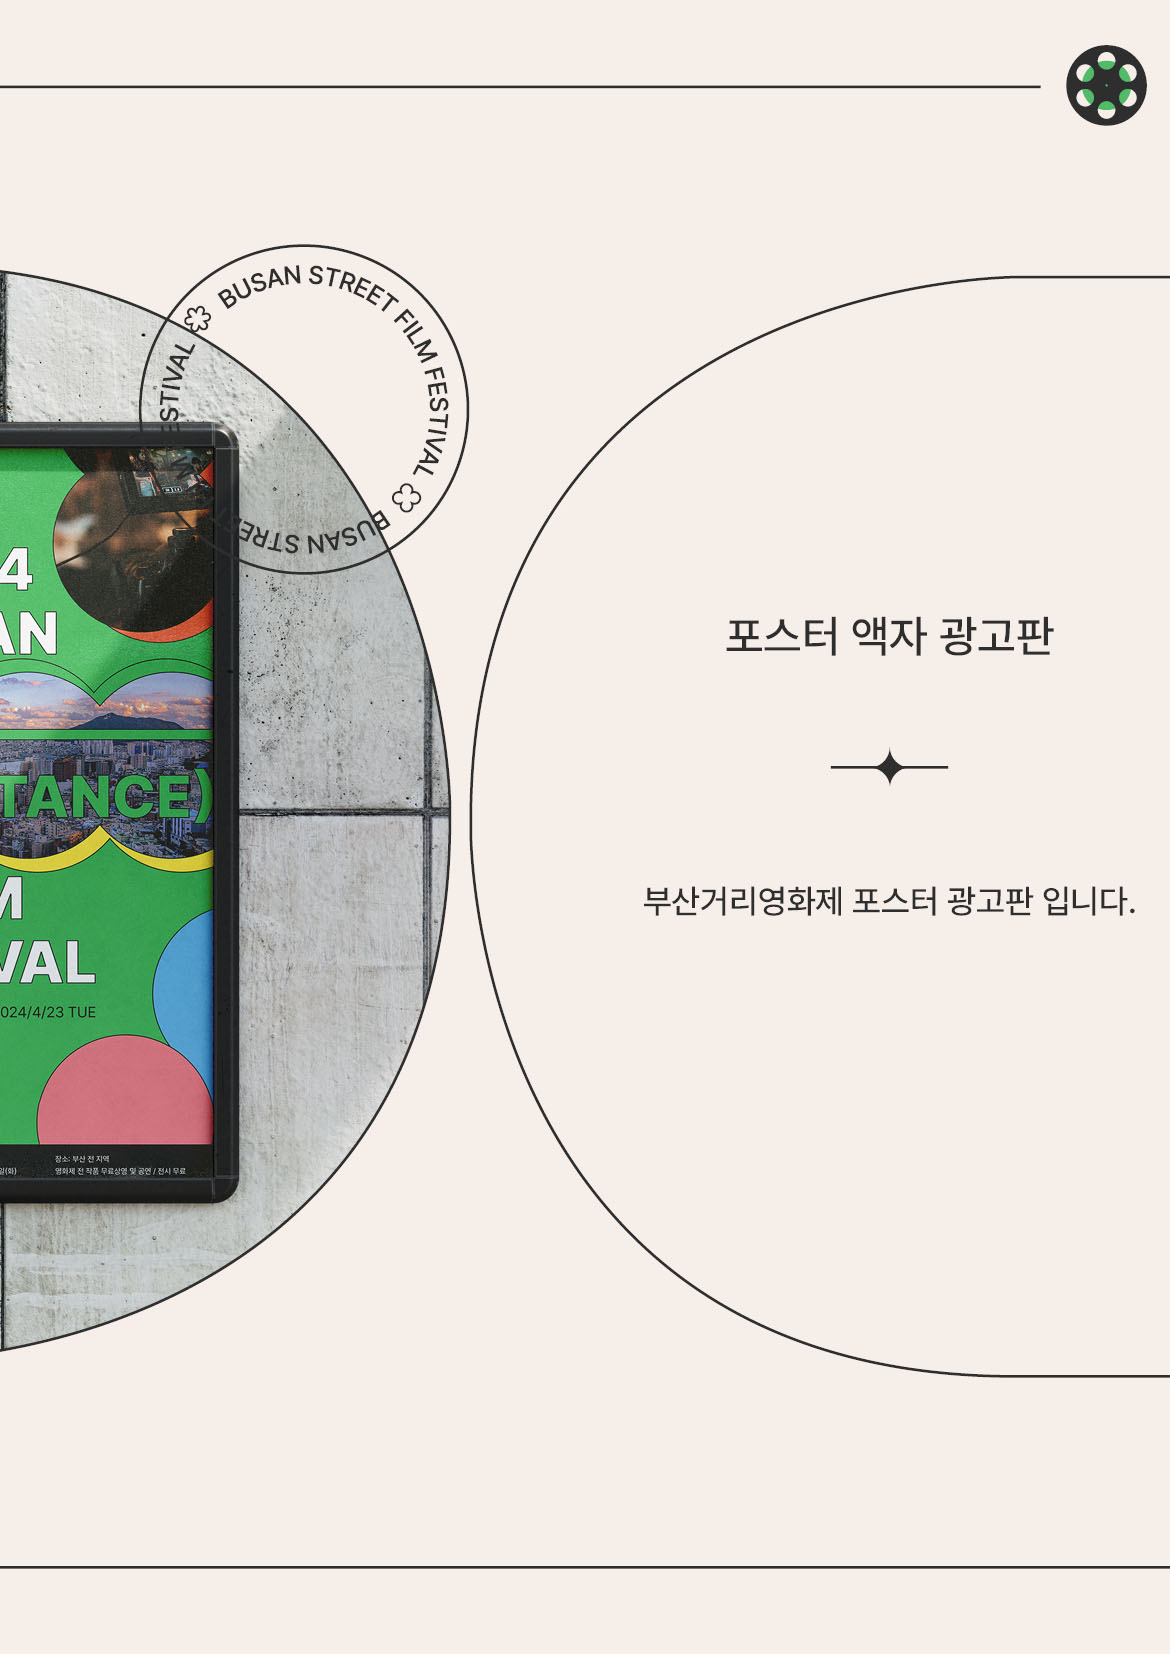 BUSAN STREET FILM FESTIVAL
BUSAN STREET
ESTIVAL
4
AN
TANCE)
M
VAL
024/4/23 TUE
장소: 부산 전 지역
일(화)
영화제 전 작품 무료상영 및 공연 / 전시 무료
포스터 액자 광고판
부산거리영화제 포스터 광고판 입니다.